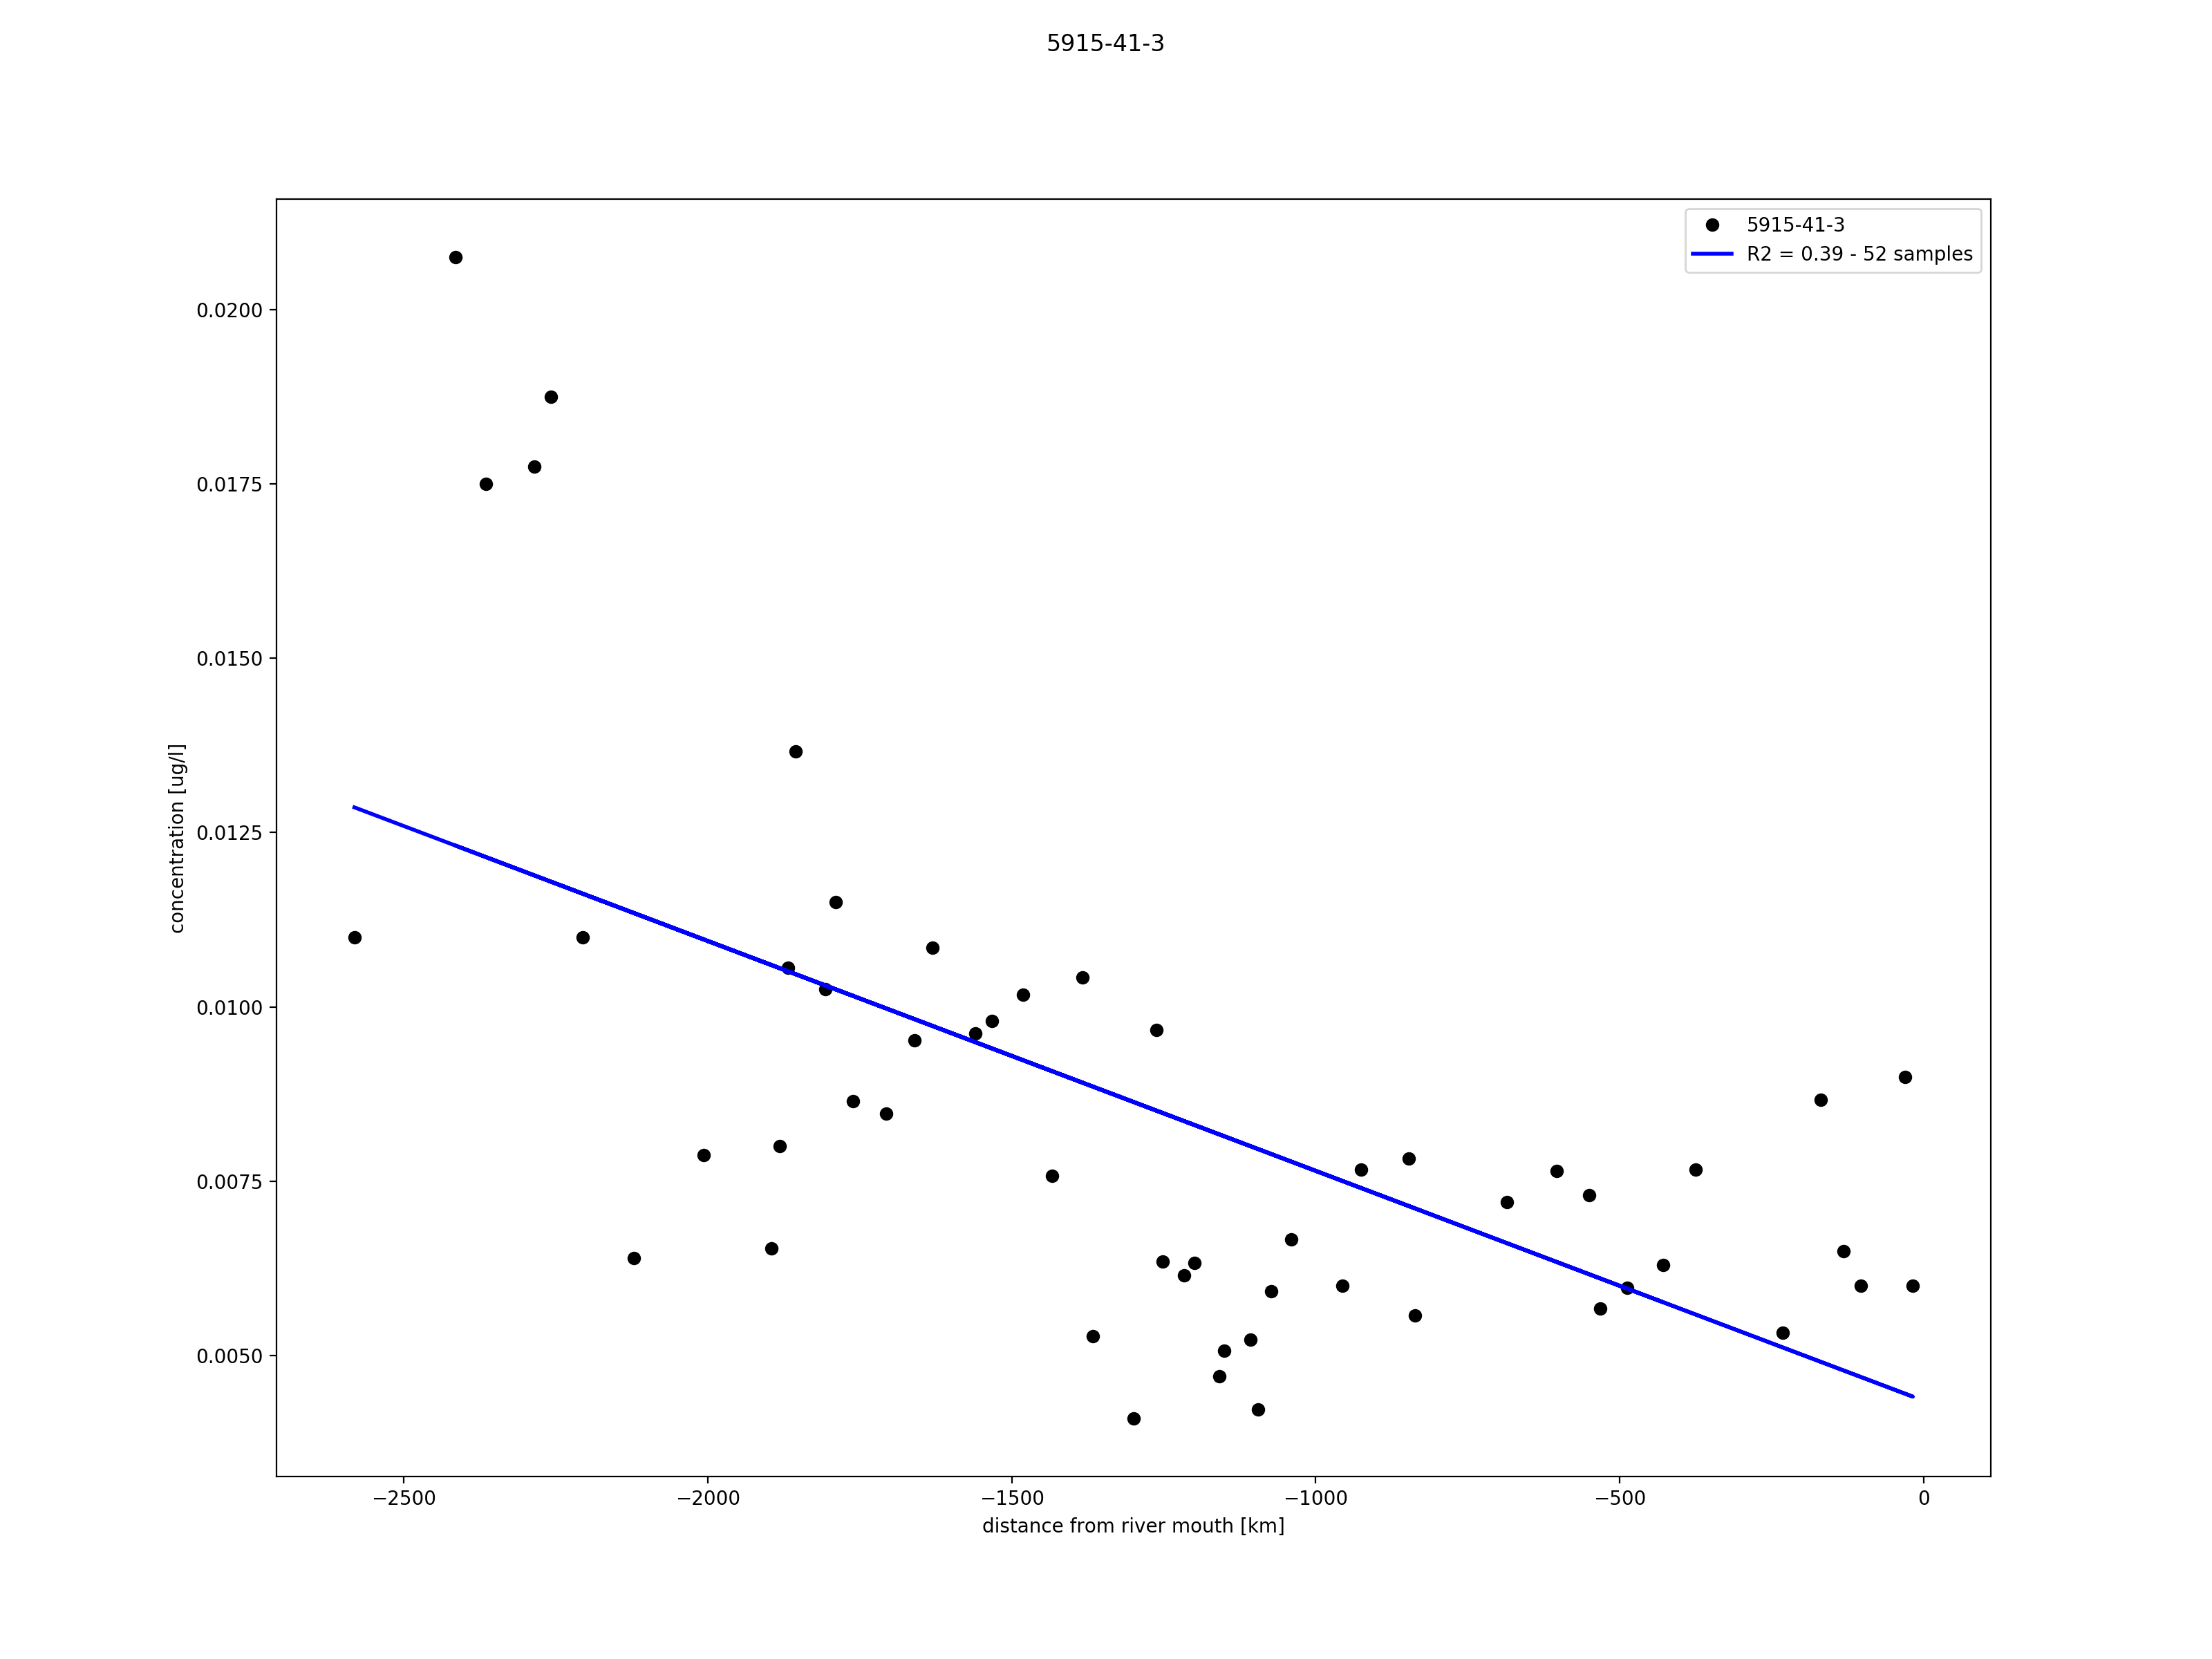 5915-41-3
5915-41-3
R2 = 0.39 - 52 samples
0.0200
0.0175
0.0150
0.0125
0.0100
0.0075
0.0050
concentration [ug/l]
−2500 −2000 −1500 −1000 −500 0
distance from river mouth [km]